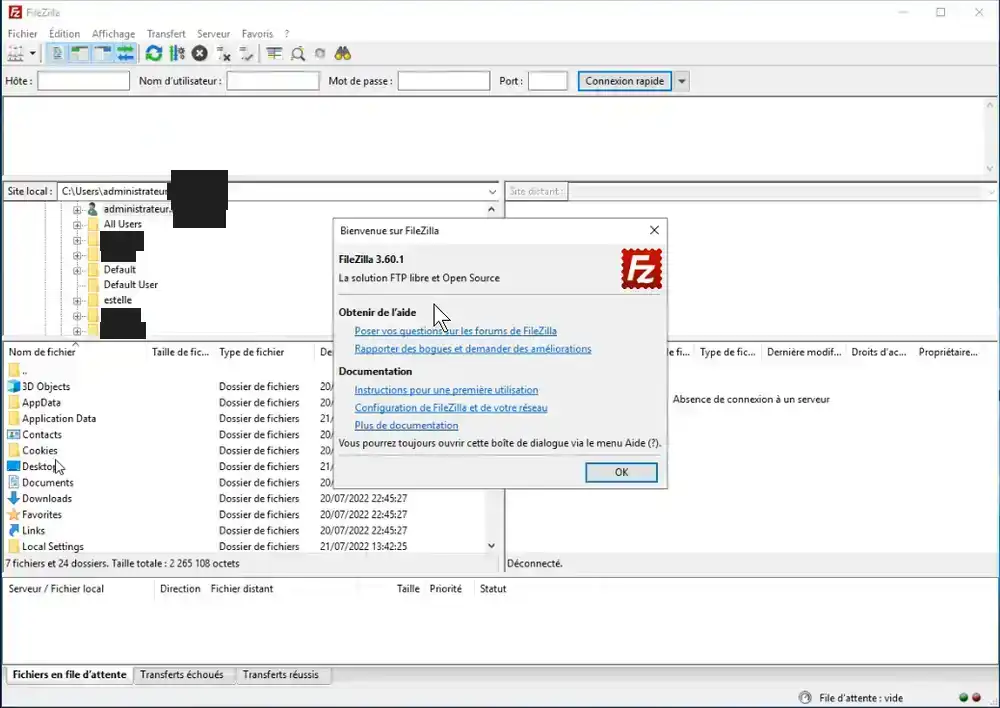 FileZilla
Fichier Édition Affichage Transfert Serveur Favoris ?
Hôte : Nom d'utilisateur : Mot de passe : Port : Connexion rapide
Site local : C:\Users\administrateur Site distant :
administrateur.
All Users
Default
Default User
estelle
Bienvenue sur FileZilla
FileZilla 3.60.1
La solution FTP libre et Open Source
Obtenir de l'aide
Poser vos questions sur les forums de FileZilla
Rapporter des bogues et demander des améliorations
Documentation
Instructions pour une première utilisation
Configuration de FileZilla et de votre réseau
Plus de documentation
Vous pourrez toujours ouvrir cette boîte de dialogue via le menu Aide (?).
OK
Nom de fichier Taille de fic... Type de fichier De
..
3D Objects Dossier de fichiers 20/
AppData Dossier de fichiers 20/
Application Data Dossier de fichiers 21/
Contacts Dossier de fichiers 20/
Cookies Dossier de fichiers 21/
Desktop Dossier de fichiers 21/
Documents Dossier de fichiers 20/
Downloads Dossier de fichiers 20/07/2022 22:45:27
Favorites Dossier de fichiers 20/07/2022 22:45:27
Links Dossier de fichiers 20/07/2022 22:45:27
Local Settings Dossier de fichiers 21/07/2022 13:42:25
7 fichiers et 24 dossiers. Taille totale : 2 265 108 octets
le fi... Type de fic... Dernière modif... Droits d'ac... Propriétaire...
Absence de connexion à un serveur
Déconnecté.
Serveur / Fichier local Direction Fichier distant Taille Priorité Statut
Fichiers en file d'attente Transferts échoués Transferts réussis
File d'attente : vide